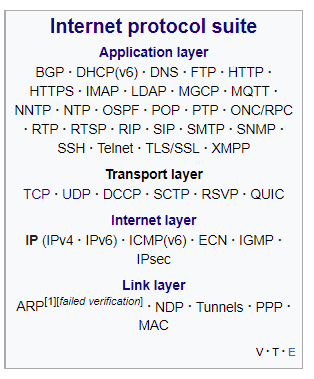 Internet protocol suite
Application layer
BGP · DHCP(v6) · DNS · FTP · HTTP ·
HTTPS · IMAP · LDAP · MGCP · MQTT ·
NNTP · NTP · OSPF · POP · PTP · ONC/RPC
· RTP · RTSP · RIP · SIP · SMTP · SNMP ·
SSH · Telnet · TLS/SSL · XMPP
Transport layer
TCP · UDP · DCCP · SCTP · RSVP · QUIC
Internet layer
IP (IPv4 · IPv6) · ICMP(v6) · ECN · IGMP ·
IPsec
Link layer
ARP[1][failed verification] · NDP · Tunnels · PPP ·
MAC
V · T · E